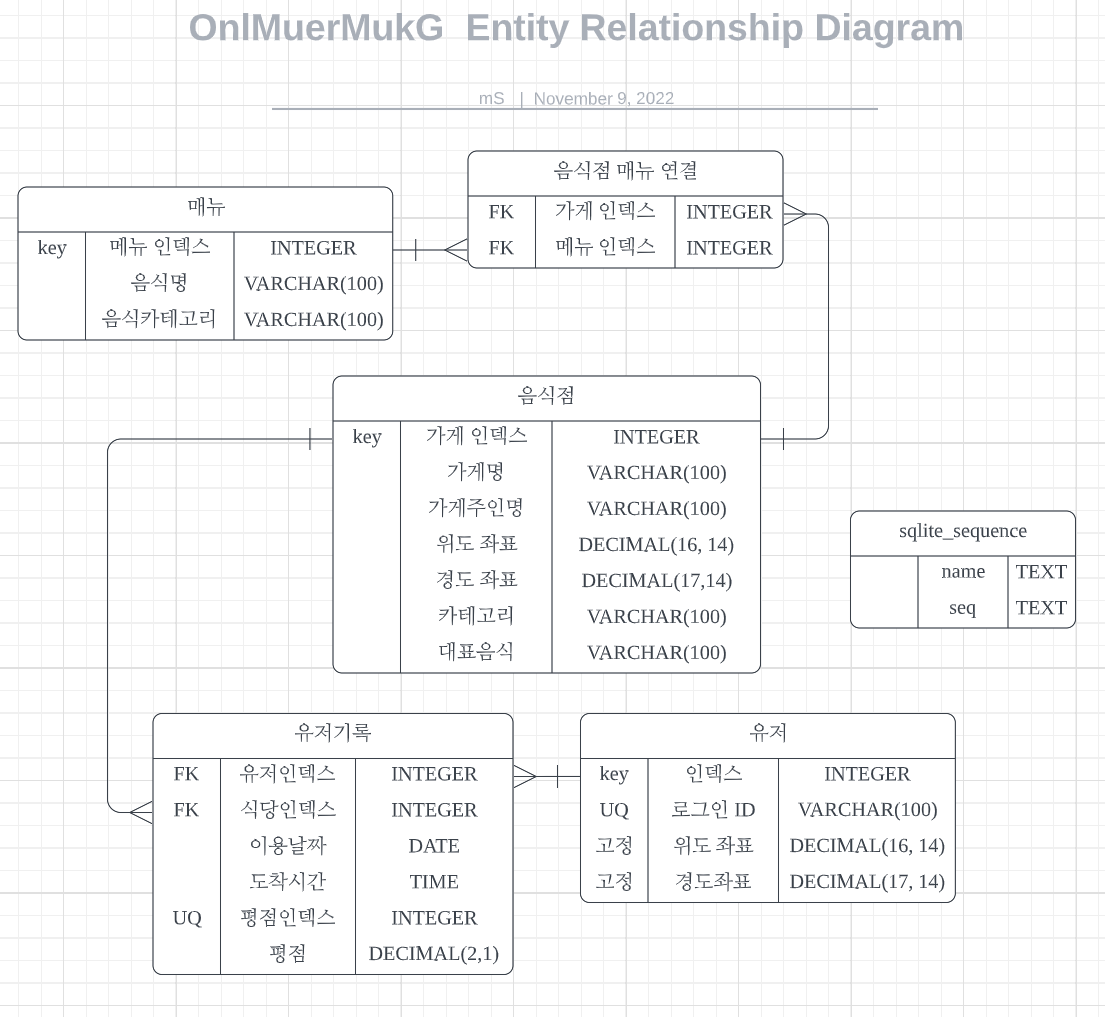 OnlMuerMukG Entity Relationship Diagram
mS | November 9, 2022
음식점 매뉴 연결
FK 가게 인덱스 INTEGER
FK 메뉴 인덱스 INTEGER
매뉴
key 메뉴 인덱스 INTEGER
음식명 VARCHAR(100)
음식카테고리 VARCHAR(100)
음식점
key 가게 인덱스 INTEGER
가게명 VARCHAR(100)
가게주인명 VARCHAR(100)
위도 좌표 DECIMAL(16, 14)
경도 좌표 DECIMAL(17,14)
카테고리 VARCHAR(100)
대표음식 VARCHAR(100)
sqlite_sequence
name TEXT
seq TEXT
유저기록
FK 유저인덱스 INTEGER
FK 식당인덱스 INTEGER
이용날짜 DATE
도착시간 TIME
UQ 평점인덱스 INTEGER
평점 DECIMAL(2,1)
유저
key 인덱스 INTEGER
UQ 로그인 ID VARCHAR(100)
고정 위도 좌표 DECIMAL(16, 14)
고정 경도좌표 DECIMAL(17, 14)